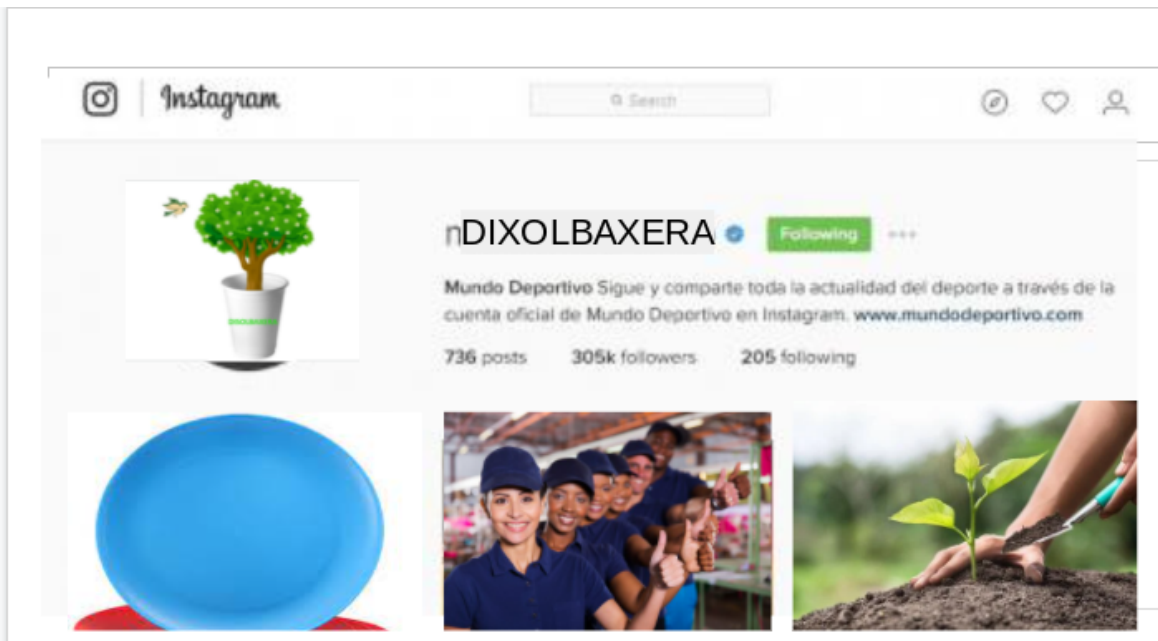 Instagram
Search
nDIXOLBAXERA
Following
Mundo Deportivo Sigue y comparte toda la actualidad del deporte a través de la
cuenta oficial de Mundo Deportivo en Instagram. www.mundodeportivo.com
736 posts 305k followers 205 following